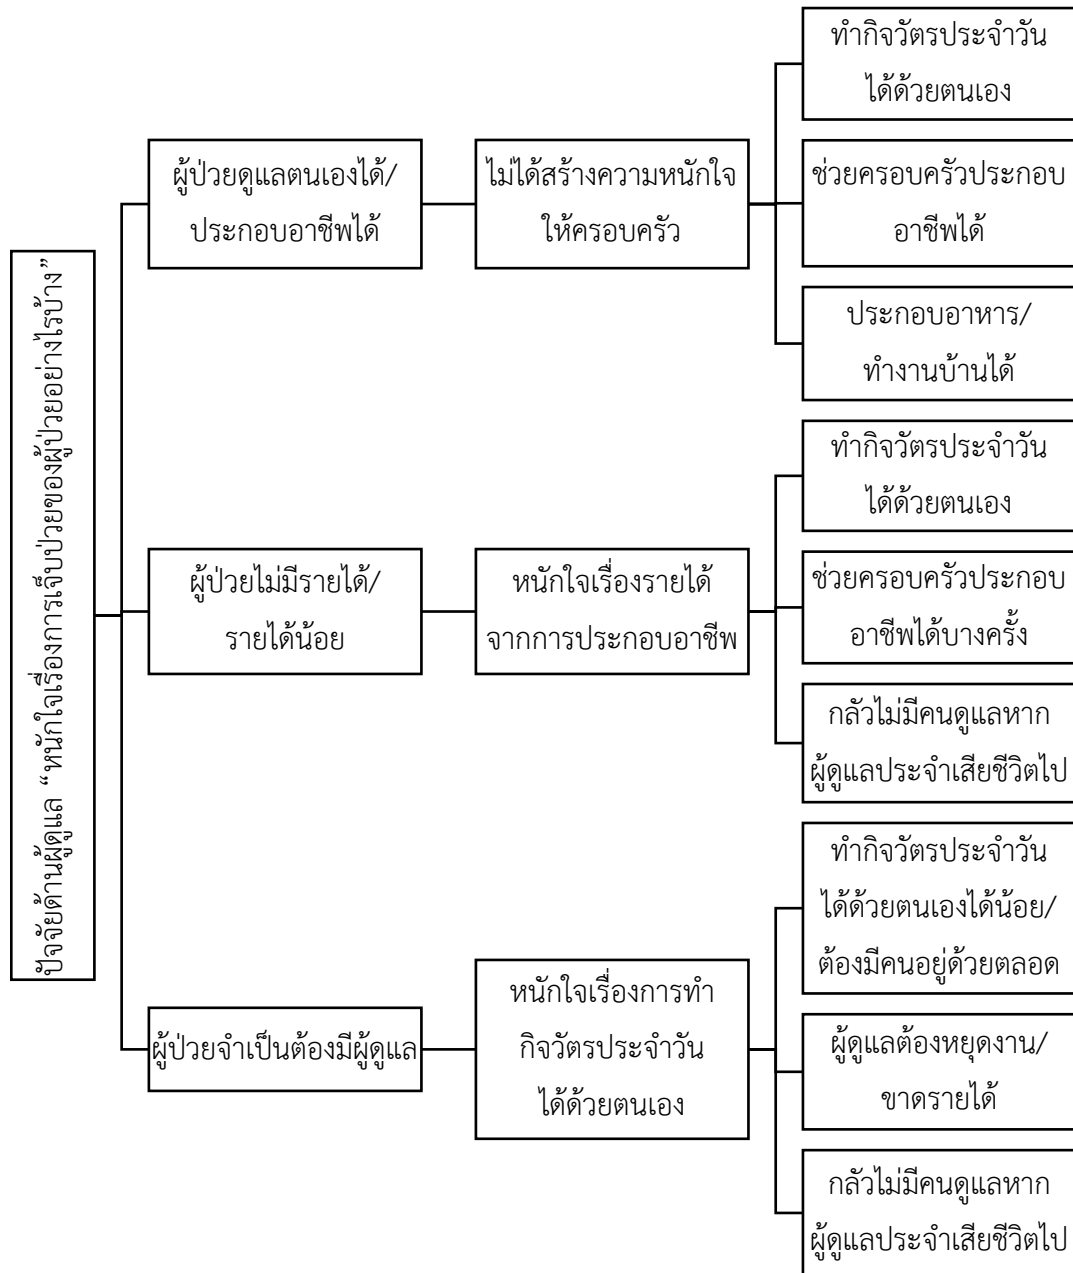 ปัจจัยด้านผู้ดูแล “หนักใจเรื่องการเจ็บป่วยของผู้ป่วยอย่างไรบ้าง”
ผู้ป่วยดูแลตนเองได้/
ประกอบอาชีพได้
ไม่ได้สร้างความหนักใจ
ให้ครอบครัว
ทำกิจวัตรประจำวัน
ได้ด้วยตนเอง
ช่วยครอบครัวประกอบ
อาชีพได้
ประกอบอาหาร/
ทำงานบ้านได้
ผู้ป่วยไม่มีรายได้/
รายได้น้อย
หนักใจเรื่องรายได้
จากการประกอบอาชีพ
ทำกิจวัตรประจำวัน
ได้ด้วยตนเอง
ช่วยครอบครัวประกอบ
อาชีพได้บางครั้ง
กลัวไม่มีคนดูแลหาก
ผู้ดูแลประจำเสียชีวิตไป
ผู้ป่วยจำเป็นต้องมีผู้ดูแล
หนักใจเรื่องการทำ
กิจวัตรประจำวัน
ได้ด้วยตนเอง
ทำกิจวัตรประจำวัน
ได้ด้วยตนเองได้น้อย/
ต้องมีคนอยู่ด้วยตลอด
ผู้ดูแลต้องหยุดงาน/
ขาดรายได้
กลัวไม่มีคนดูแลหาก
ผู้ดูแลประจำเสียชีวิตไป